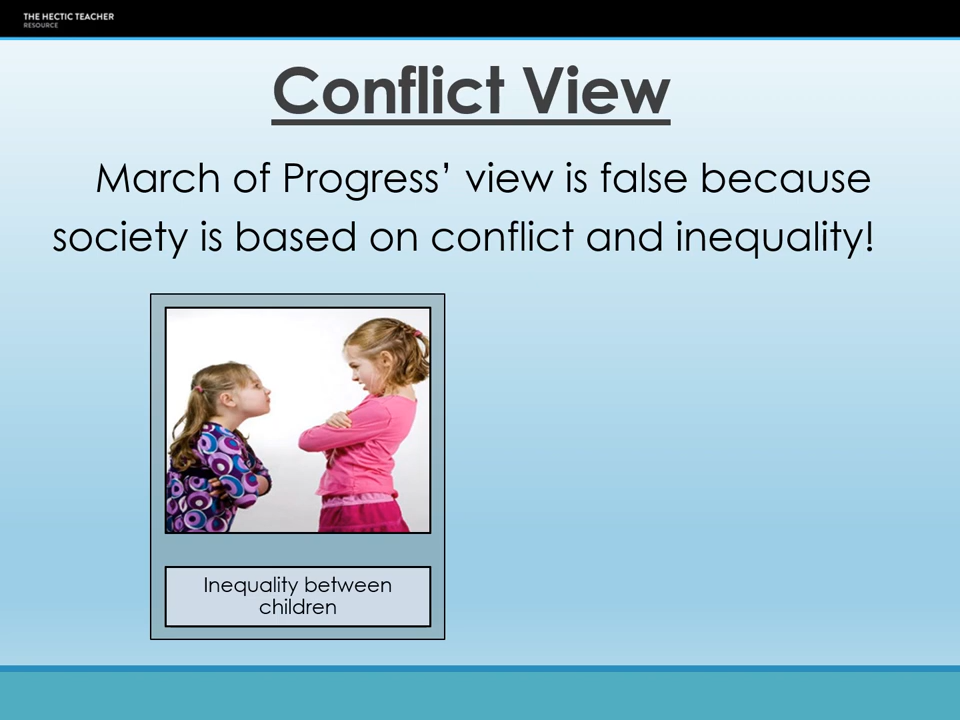 THE HECTIC TEACHER
RESOURCE
Conflict View
March of Progress’ view is false because
society is based on conflict and inequality!
Inequality between
children